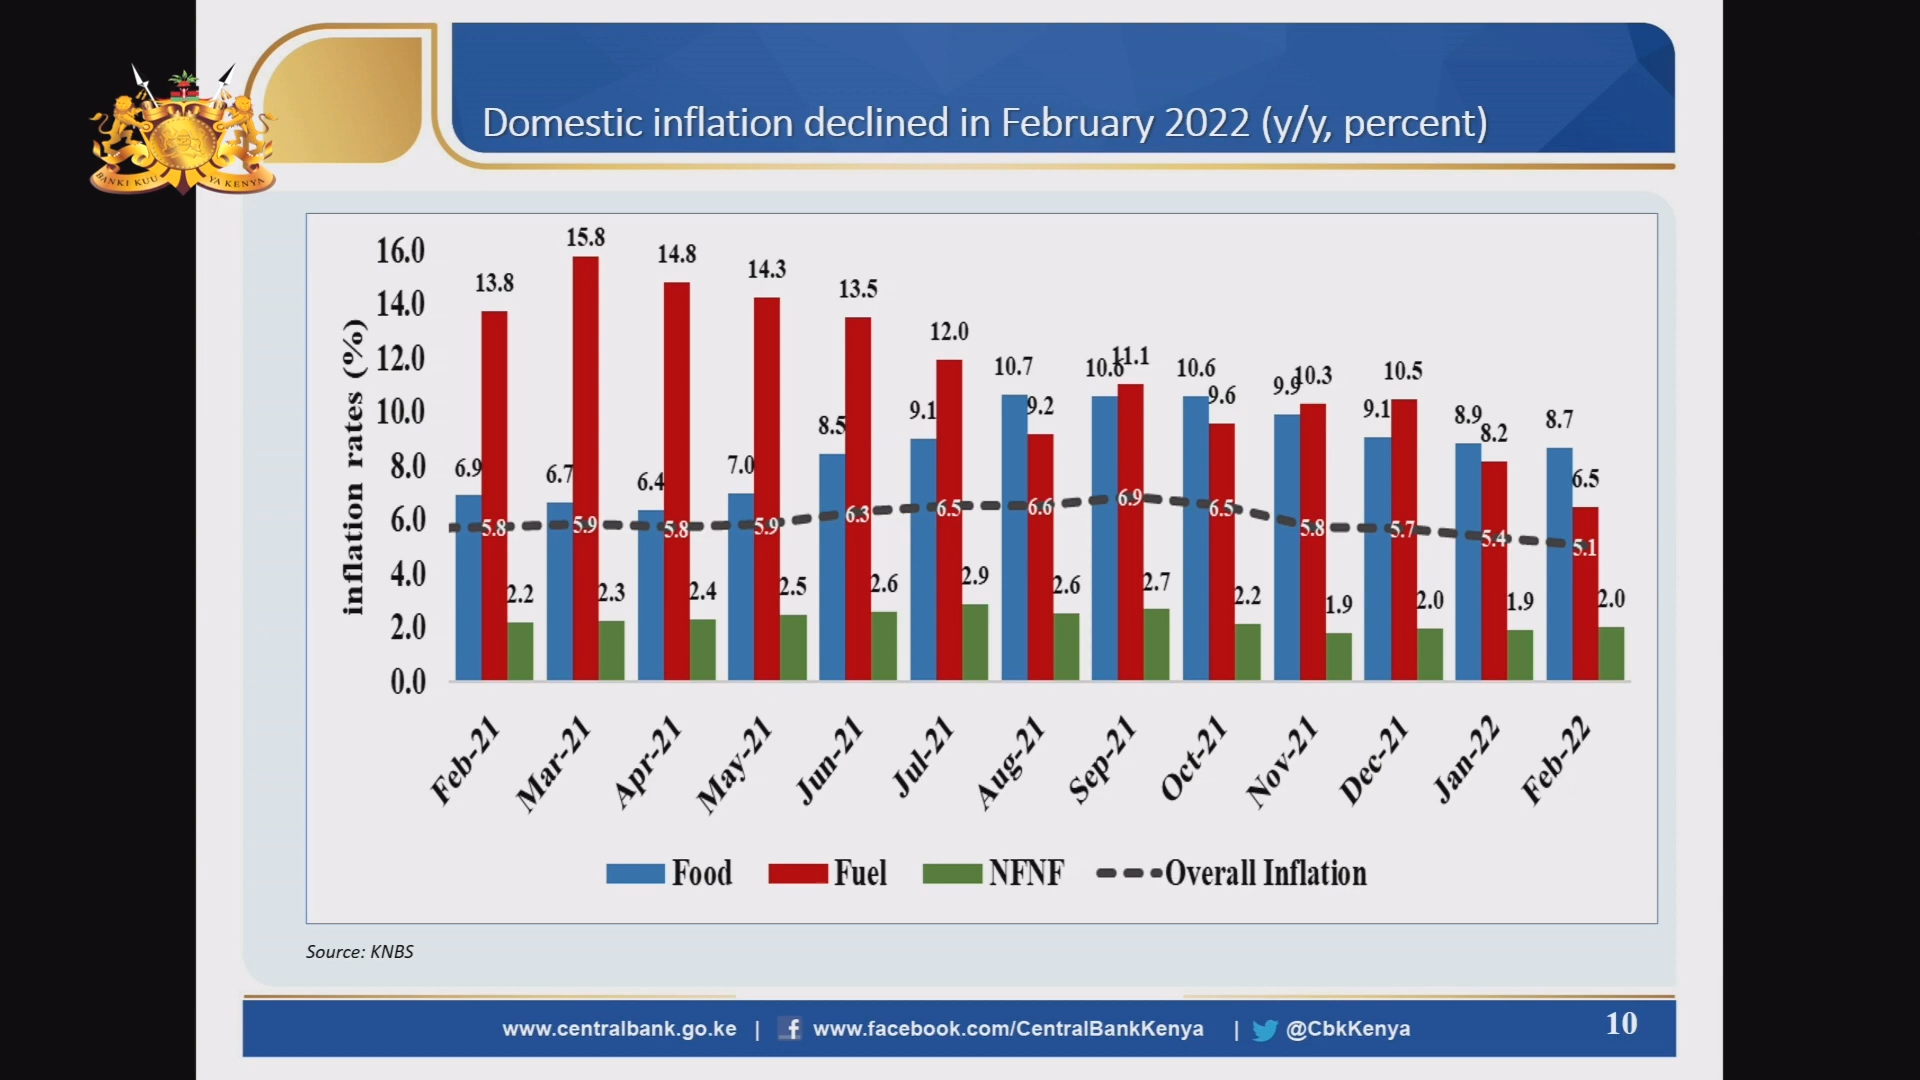 BANKI KUU YA KENYA
Domestic inflation declined in February 2022 (y/y, percent)
inflation rates (%)
16.0
14.0
12.0
10.0
8.0
6.0
4.0
2.0
0.0
6.9 13.8 2.2 5.8
6.7 15.8 2.3 5.9
6.4 14.8 2.4 5.8
7.0 14.3 2.5 5.9
8.5 13.5 2.6 6.3
9.1 12.0 2.9 6.5
10.7 9.2 2.6 6.6
10.6 11.1 2.7 6.9
10.6 9.6 2.2 6.5
9.9 10.3 1.9 5.8
9.1 10.5 2.0 5.7
8.9 8.2 1.9 5.4
8.7 6.5 2.0 5.1
Feb-21 Mar-21 Apr-21 May-21 Jun-21 Jul-21 Aug-21 Sep-21 Oct-21 Nov-21 Dec-21 Jan-22 Feb-22
Food Fuel NFNF Overall Inflation
Source: KNBS
www.centralbank.go.ke | www.facebook.com/CentralBankKenya | @CbkKenya 10